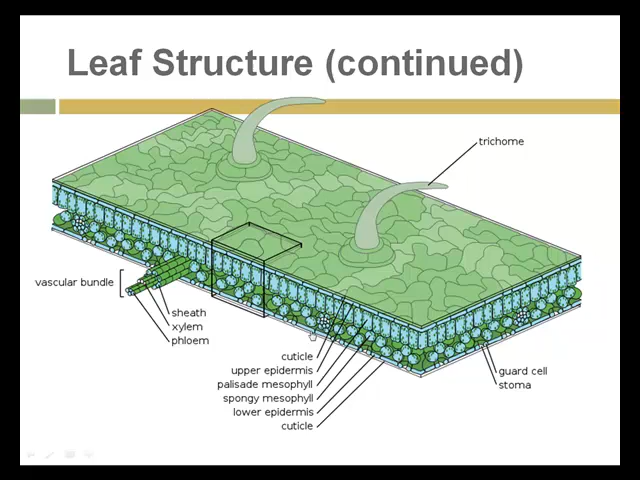 Leaf Structure (continued)
trichome
vascular bundle
sheath
xylem
phloem
cuticle
upper epidermis
palisade mesophyll
spongy mesophyll
lower epidermis
cuticle
guard cell
stoma